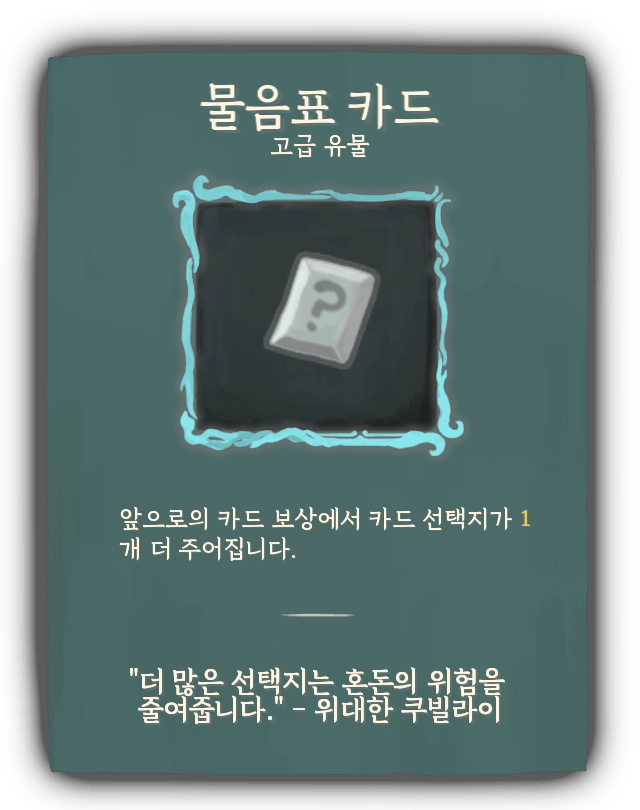 물음표 카드
고급 유물
?
앞으로의 카드 보상에서 카드 선택지가 1
개 더 주어집니다.
"더 많은 선택지는 혼돈의 위험을
줄여줍니다." - 위대한 쿠빌라이